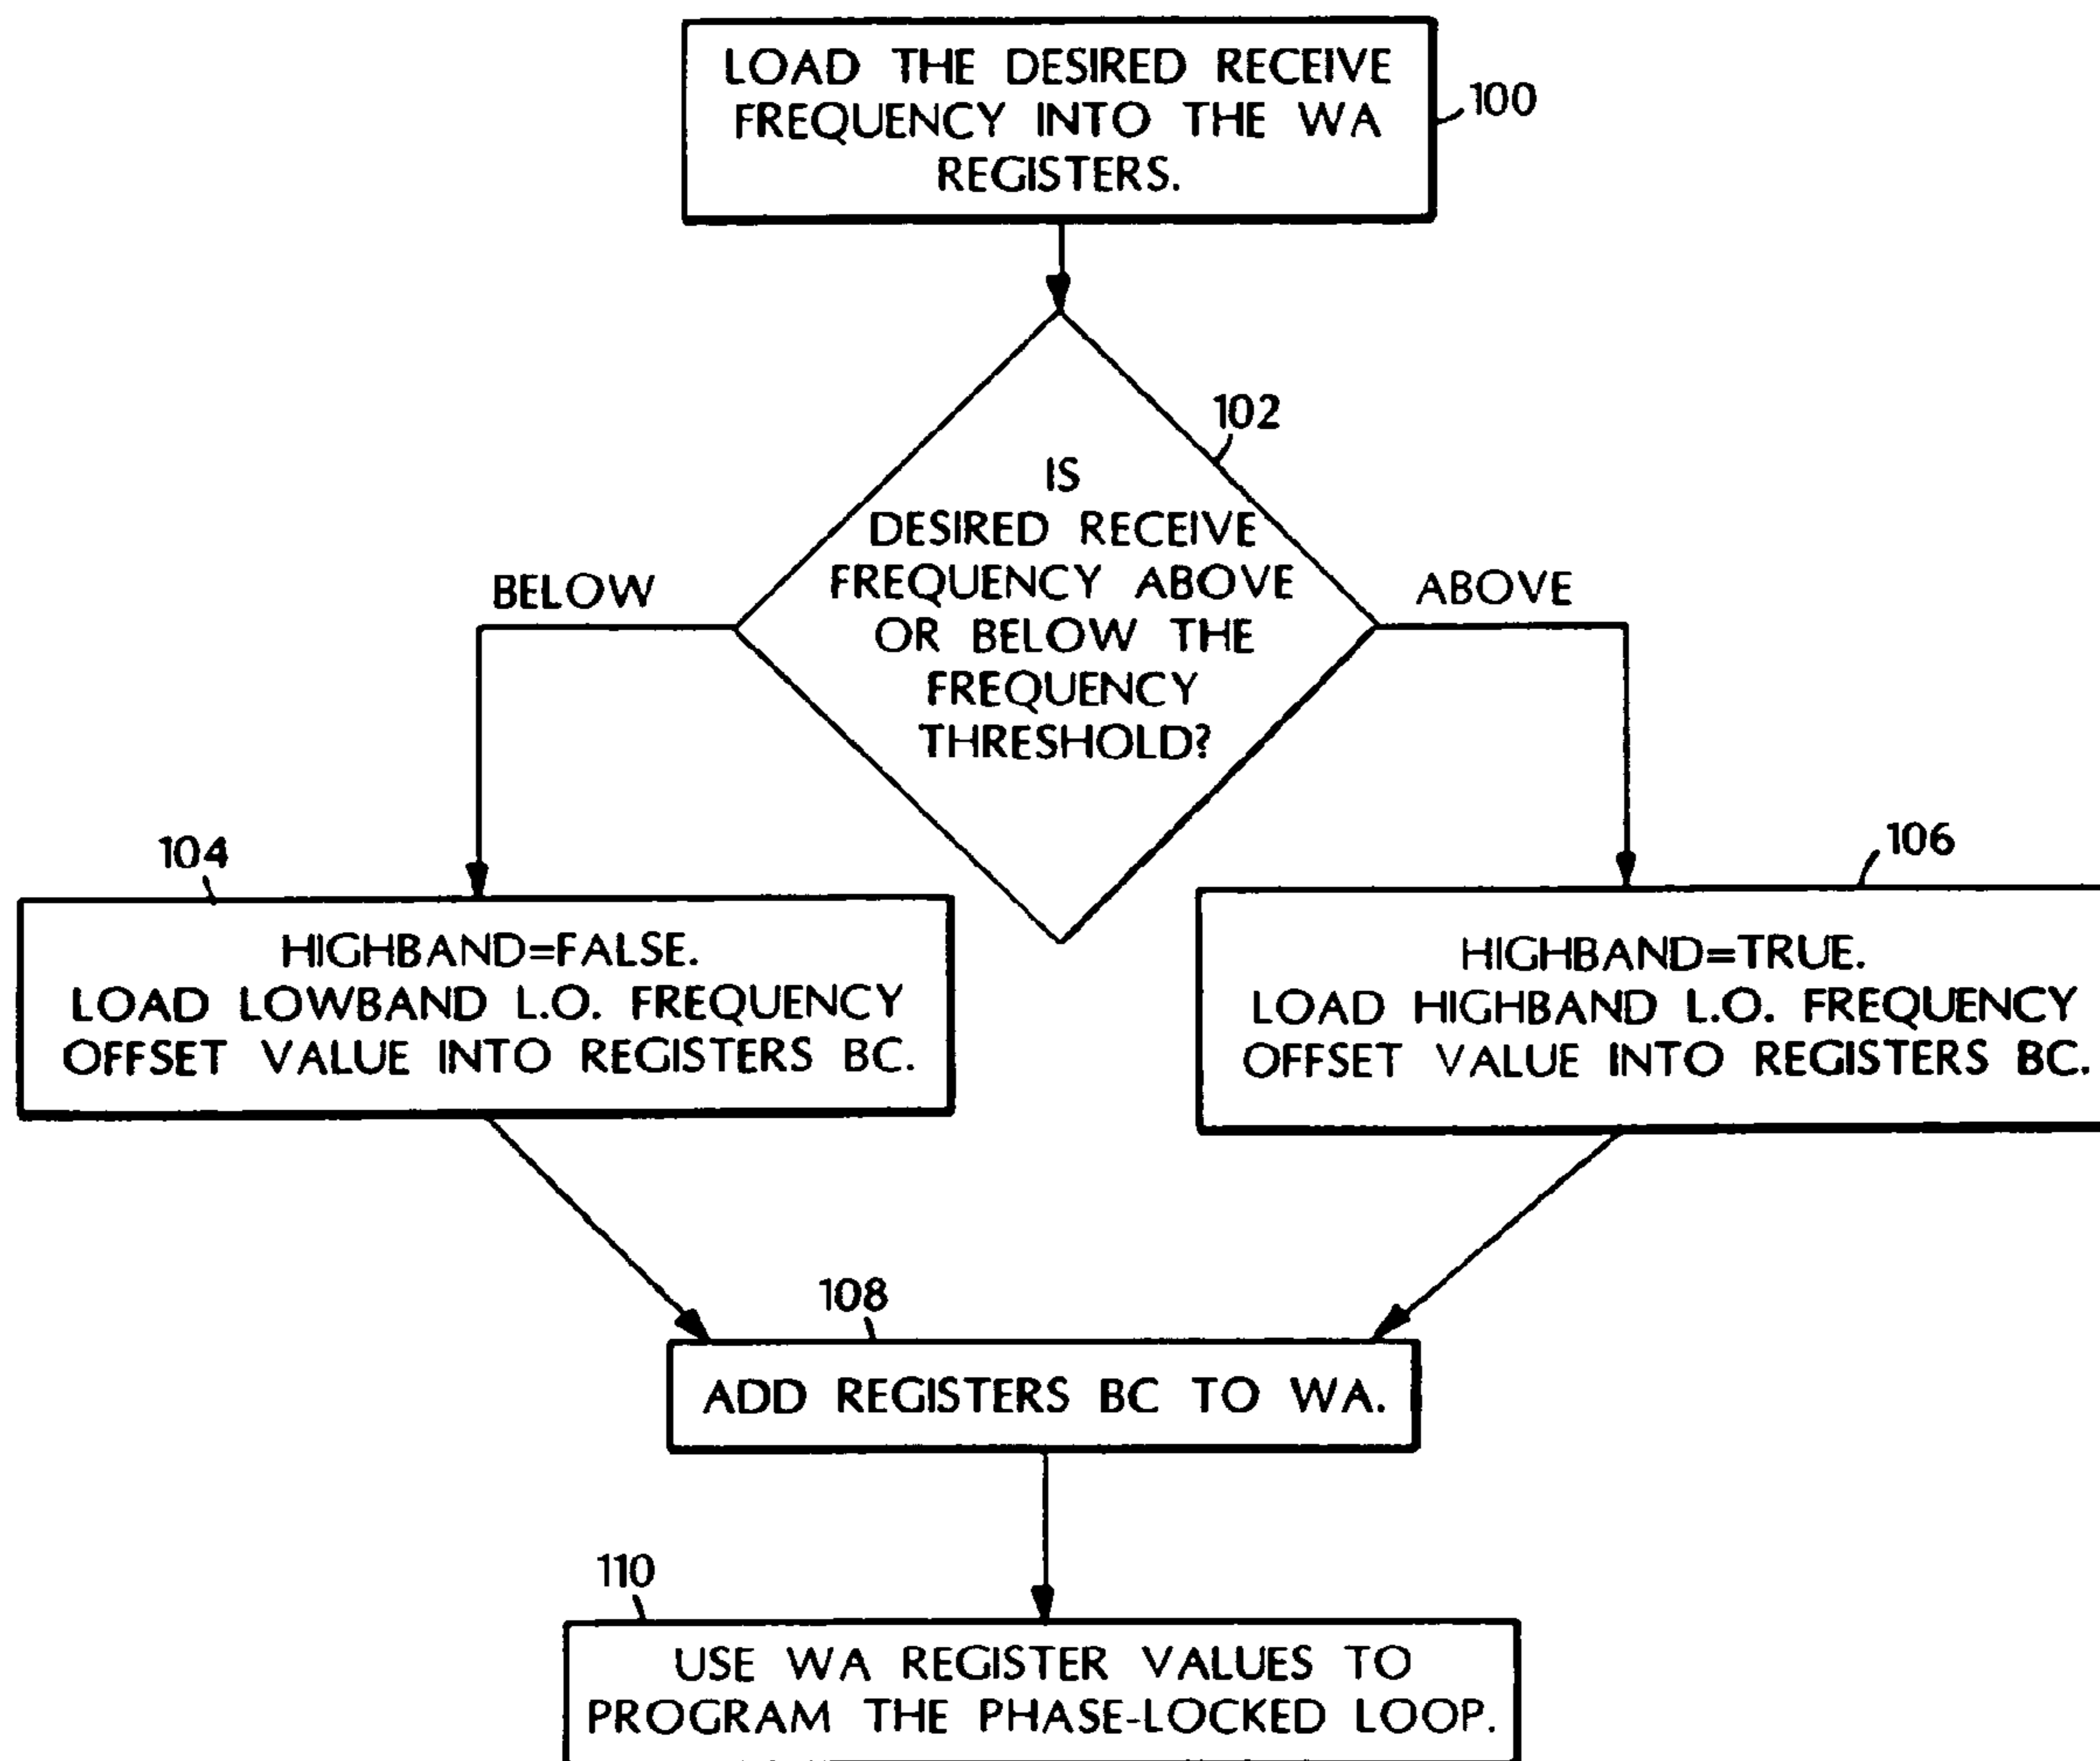 LOAD THE DESIRED RECEIVE
FREQUENCY INTO THE WA
REGISTERS.
100
102
IS
DESIRED RECEIVE
FREQUENCY ABOVE
OR BELOW THE
FREQUENCY
THRESHOLD?
BELOW
ABOVE
104
HIGHBAND=FALSE.
LOAD LOWBAND L.O. FREQUENCY
OFFSET VALUE INTO REGISTERS BC.
106
HIGHBAND=TRUE.
LOAD HIGHBAND L.O. FREQUENCY
OFFSET VALUE INTO REGISTERS BC.
108
ADD REGISTERS BC TO WA.
110
USE WA REGISTER VALUES TO
PROGRAM THE PHASE-LOCKED LOOP.